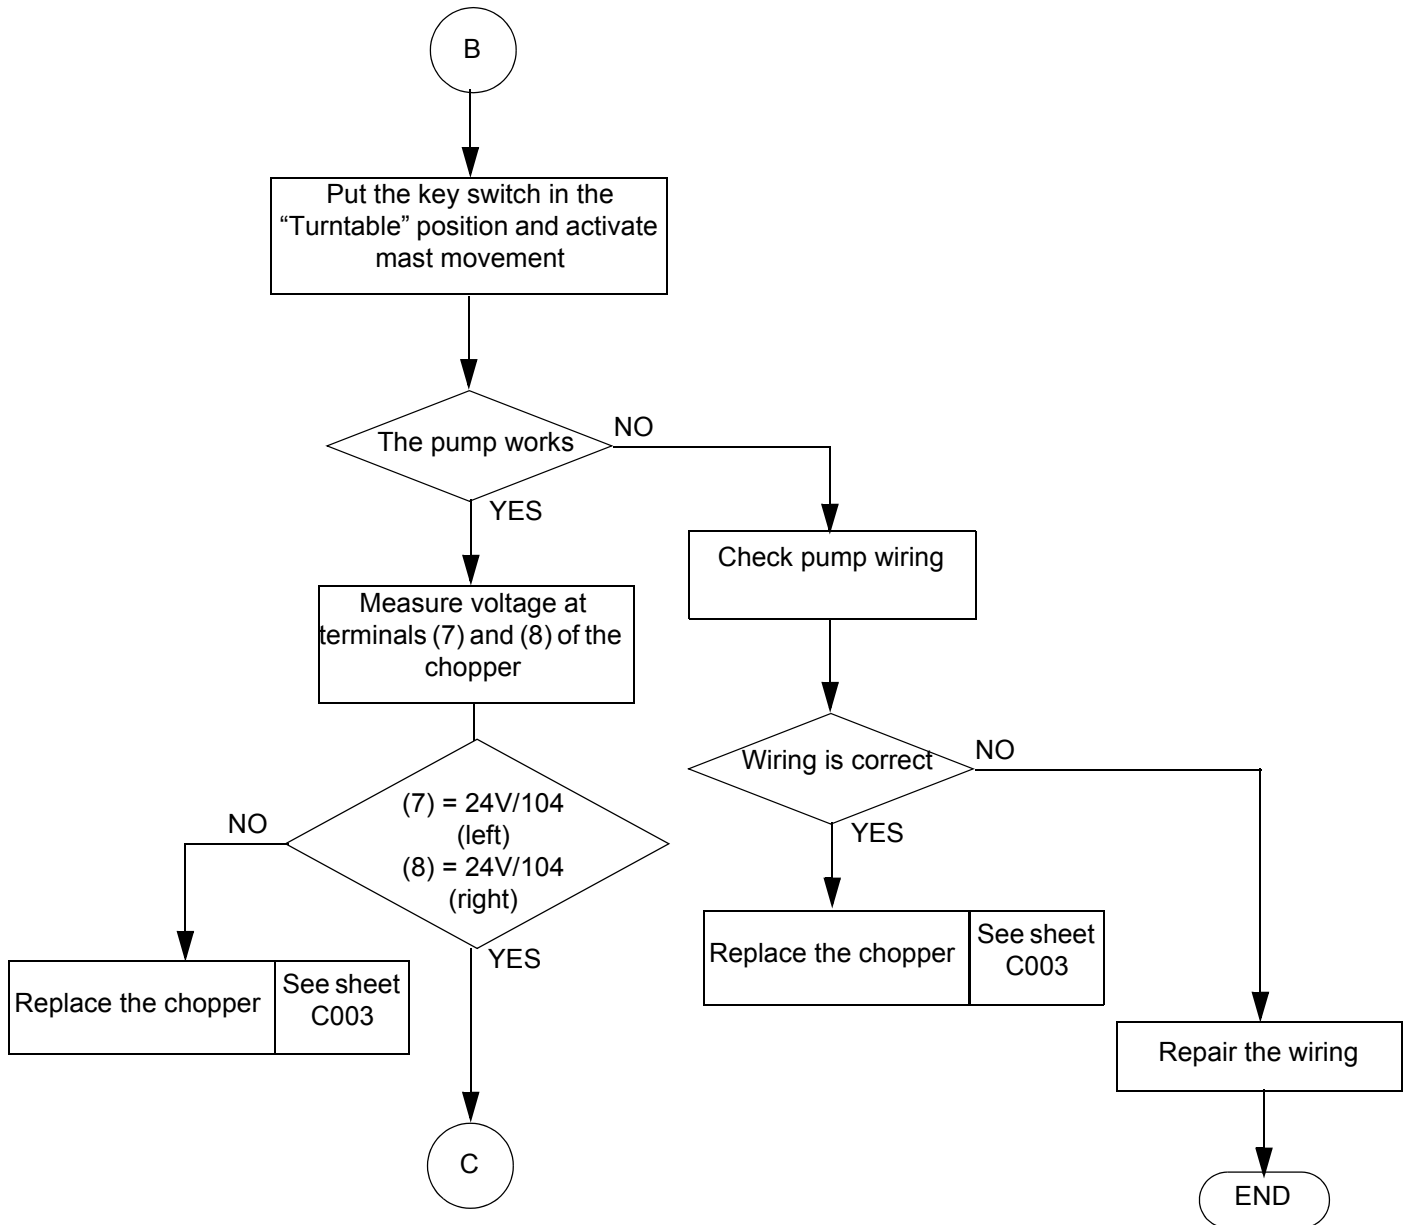 B
Put the key switch in the
“Turntable” position and activate
mast movement
The pump works
NO
YES
Check pump wiring
Measure voltage at
terminals (7) and (8) of the
chopper
Wiring is correct
NO
YES
(7) = 24V/104
(left)
(8) = 24V/104
(right)
NO
YES
Replace the chopper
See sheet
C003
Replace the chopper
See sheet
C003
Repair the wiring
C
END